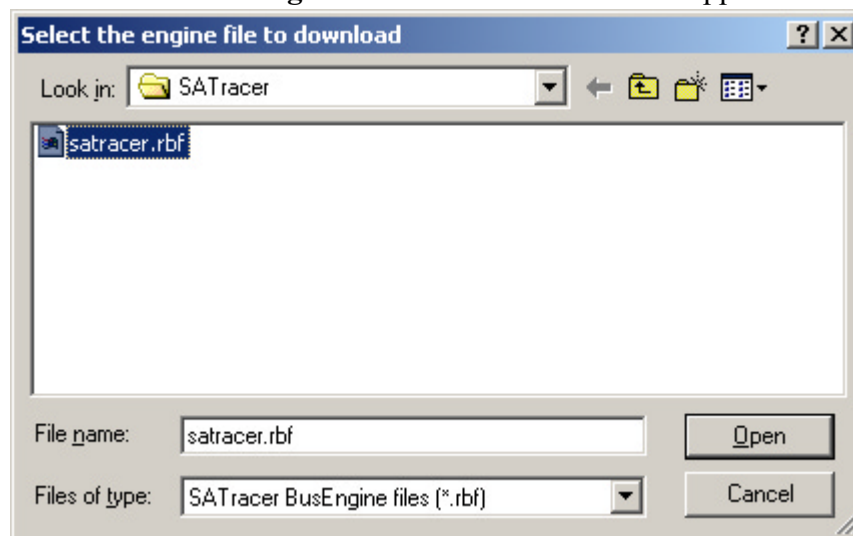 Select the engine file to download
Look in: SATracer
satracer.rbf
File name: satracer.rbf Open
Files of type: SATracer BusEngine files (*.rbf) Cancel